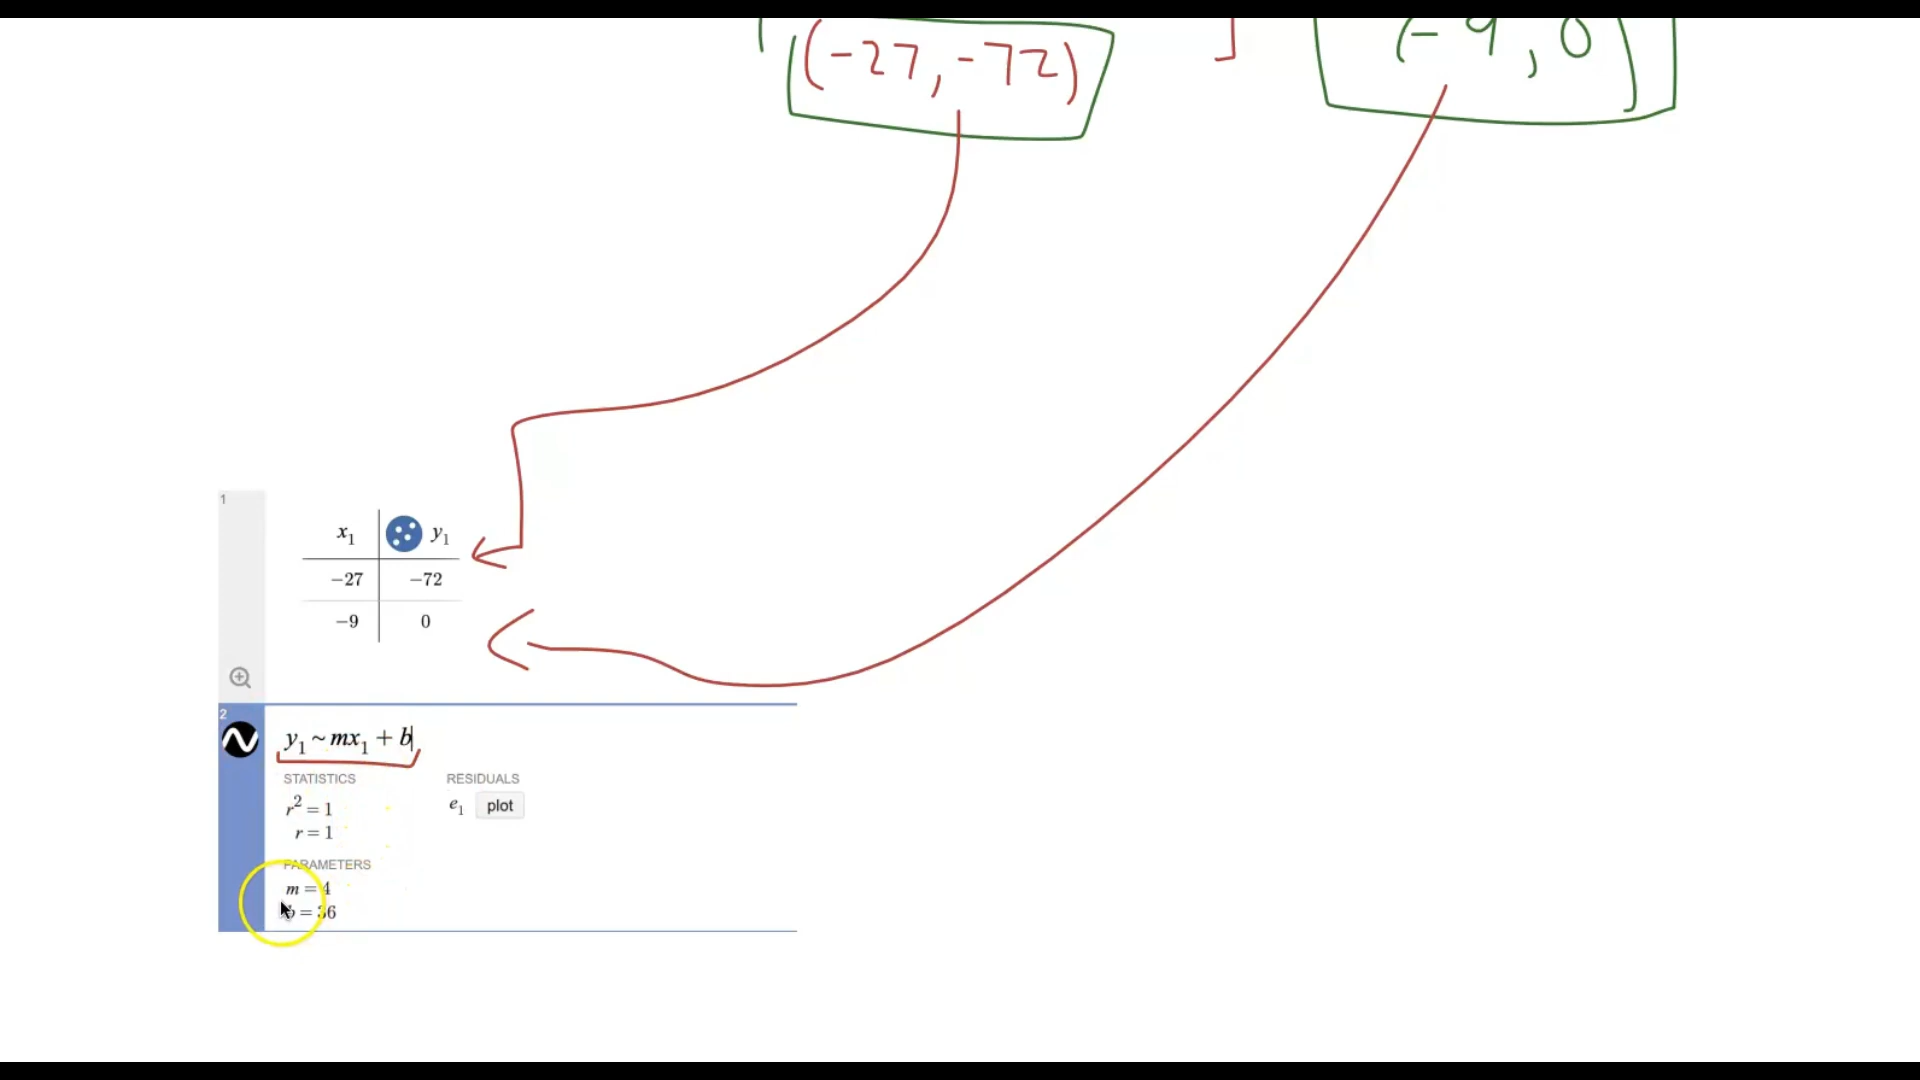 (-27, -72)
(-9, 0
1
x₁ y₁
−27 −72
−9 0
2
y₁ ~ mx₁ + b
STATISTICS RESIDUALS
r² = 1 e₁ plot
r = 1
PARAMETERS
m = 4
b = 36